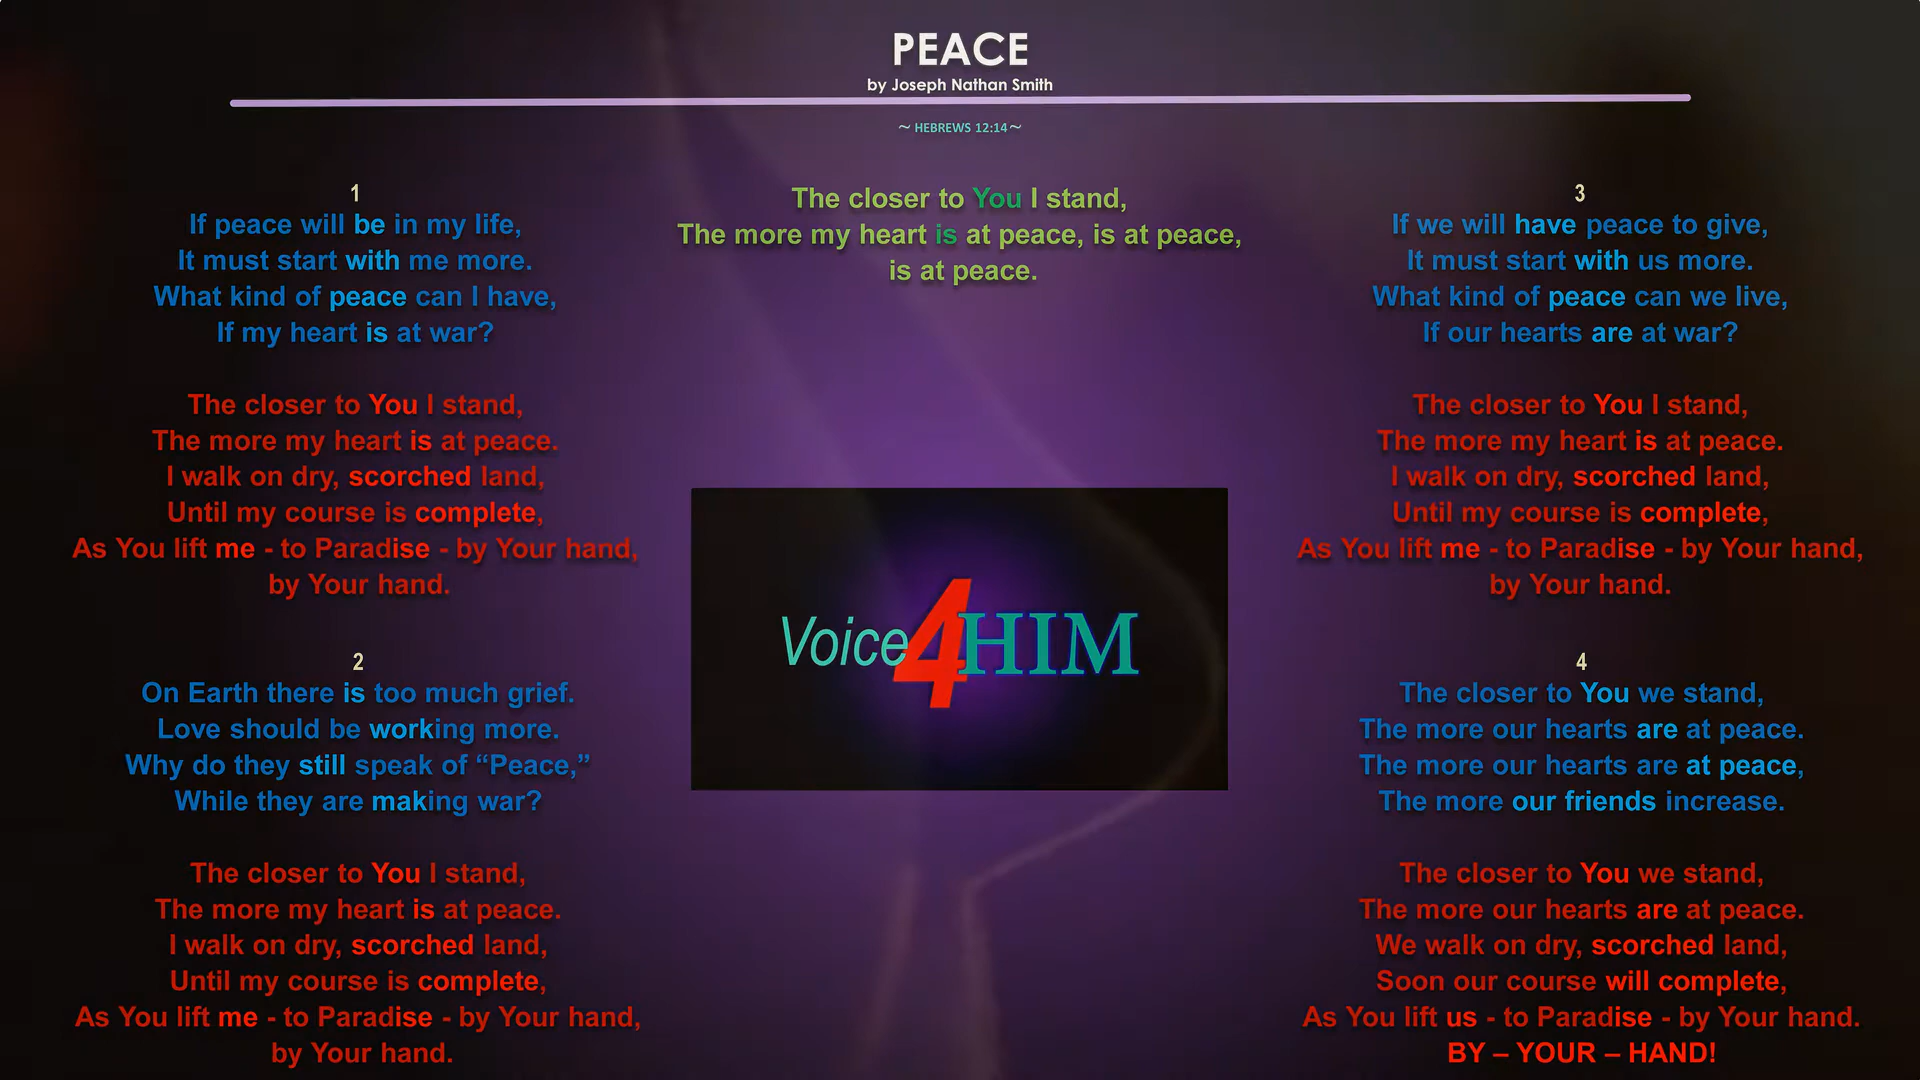 PEACE
by Joseph Nathan Smith
~ HEBREWS 12:14 ~
1
If peace will be in my life,
It must start with me more.
What kind of peace can I have,
If my heart is at war?
The closer to You I stand,
The more my heart is at peace.
I walk on dry, scorched land,
Until my course is complete,
As You lift me - to Paradise - by Your hand,
by Your hand.
2
On Earth there is too much grief.
Love should be working more.
Why do they still speak of “Peace,”
While they are making war?
The closer to You I stand,
The more my heart is at peace.
I walk on dry, scorched land,
Until my course is complete,
As You lift me - to Paradise - by Your hand,
by Your hand.
The closer to You I stand,
The more my heart is at peace, is at peace,
is at peace.
Voice4HIM
3
If we will have peace to give,
It must start with us more.
What kind of peace can we live,
If our hearts are at war?
The closer to You I stand,
The more my heart is at peace.
I walk on dry, scorched land,
Until my course is complete,
As You lift me - to Paradise - by Your hand,
by Your hand.
4
The closer to You we stand,
The more our hearts are at peace.
The more our hearts are at peace,
The more our friends increase.
The closer to You we stand,
The more our hearts are at peace.
We walk on dry, scorched land,
Soon our course will complete,
As You lift us - to Paradise - by Your hand.
BY – YOUR – HAND!